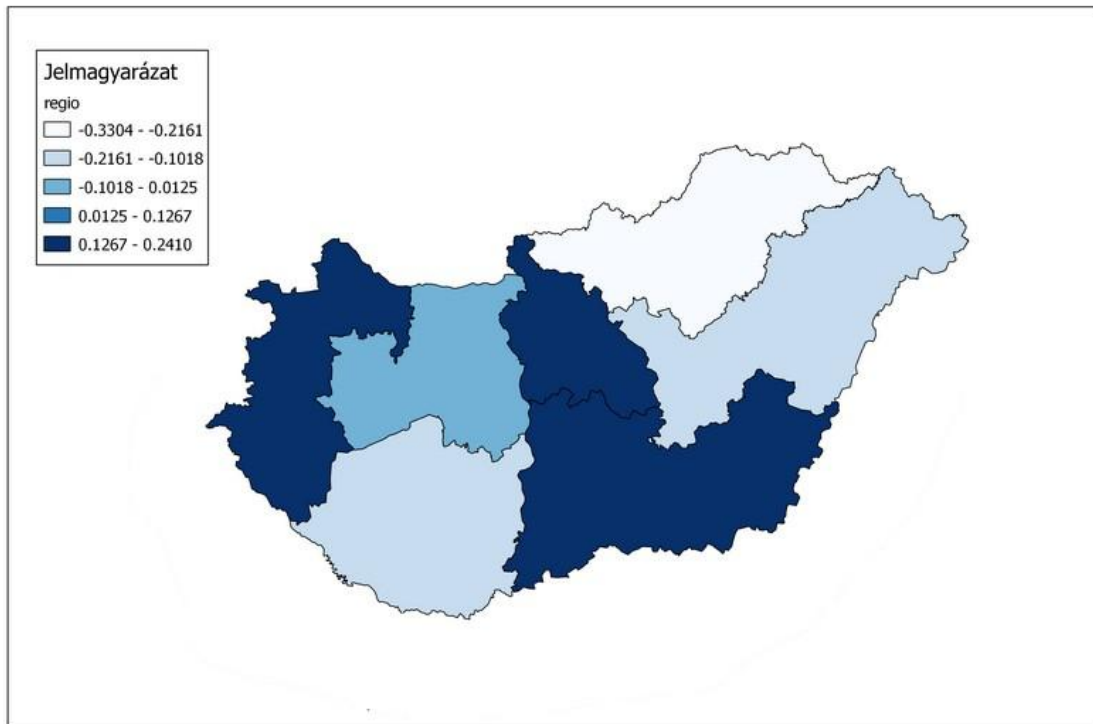 Jelmagyarázat
regio
-0.3304 - -0.2161
-0.2161 - -0.1018
-0.1018 - 0.0125
0.0125 - 0.1267
0.1267 - 0.2410